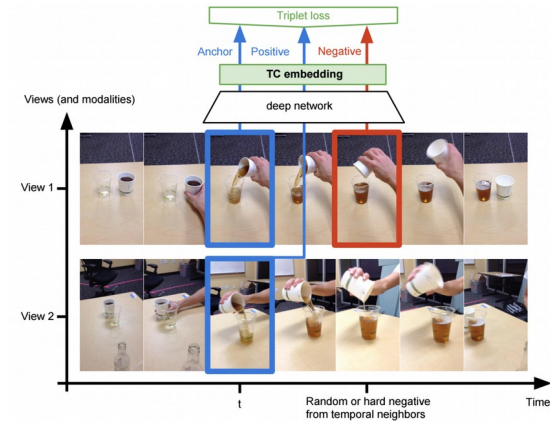 Triplet loss
Anchor Positive Negative
TC embedding
deep network
Views (and modalities)
View 1
View 2
t
Random or hard negative
from temporal neighbors
Time